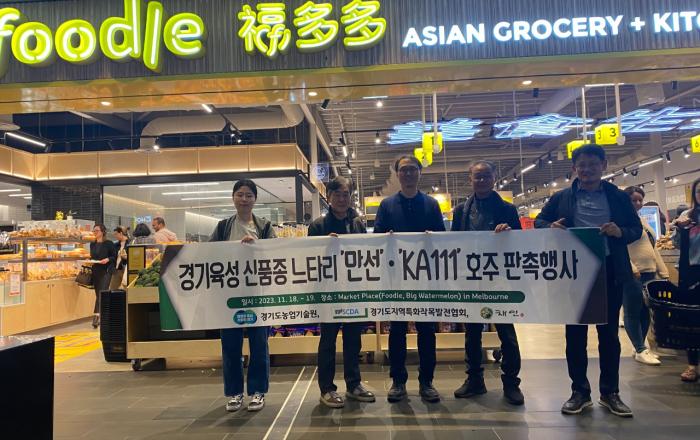 foodle 福多多 ASIAN GROCERY + KIT
3 3
경기육성 신품종 느타리 '만선'·'KA111' 호주 판촉행사
일시 : 2023. 11. 18. - 19. 장소 : Market Place(Foodle, Big Watermelon) in Melbourne
경기도농업기술원, SCDA 경기도지역특화작목발전협회,